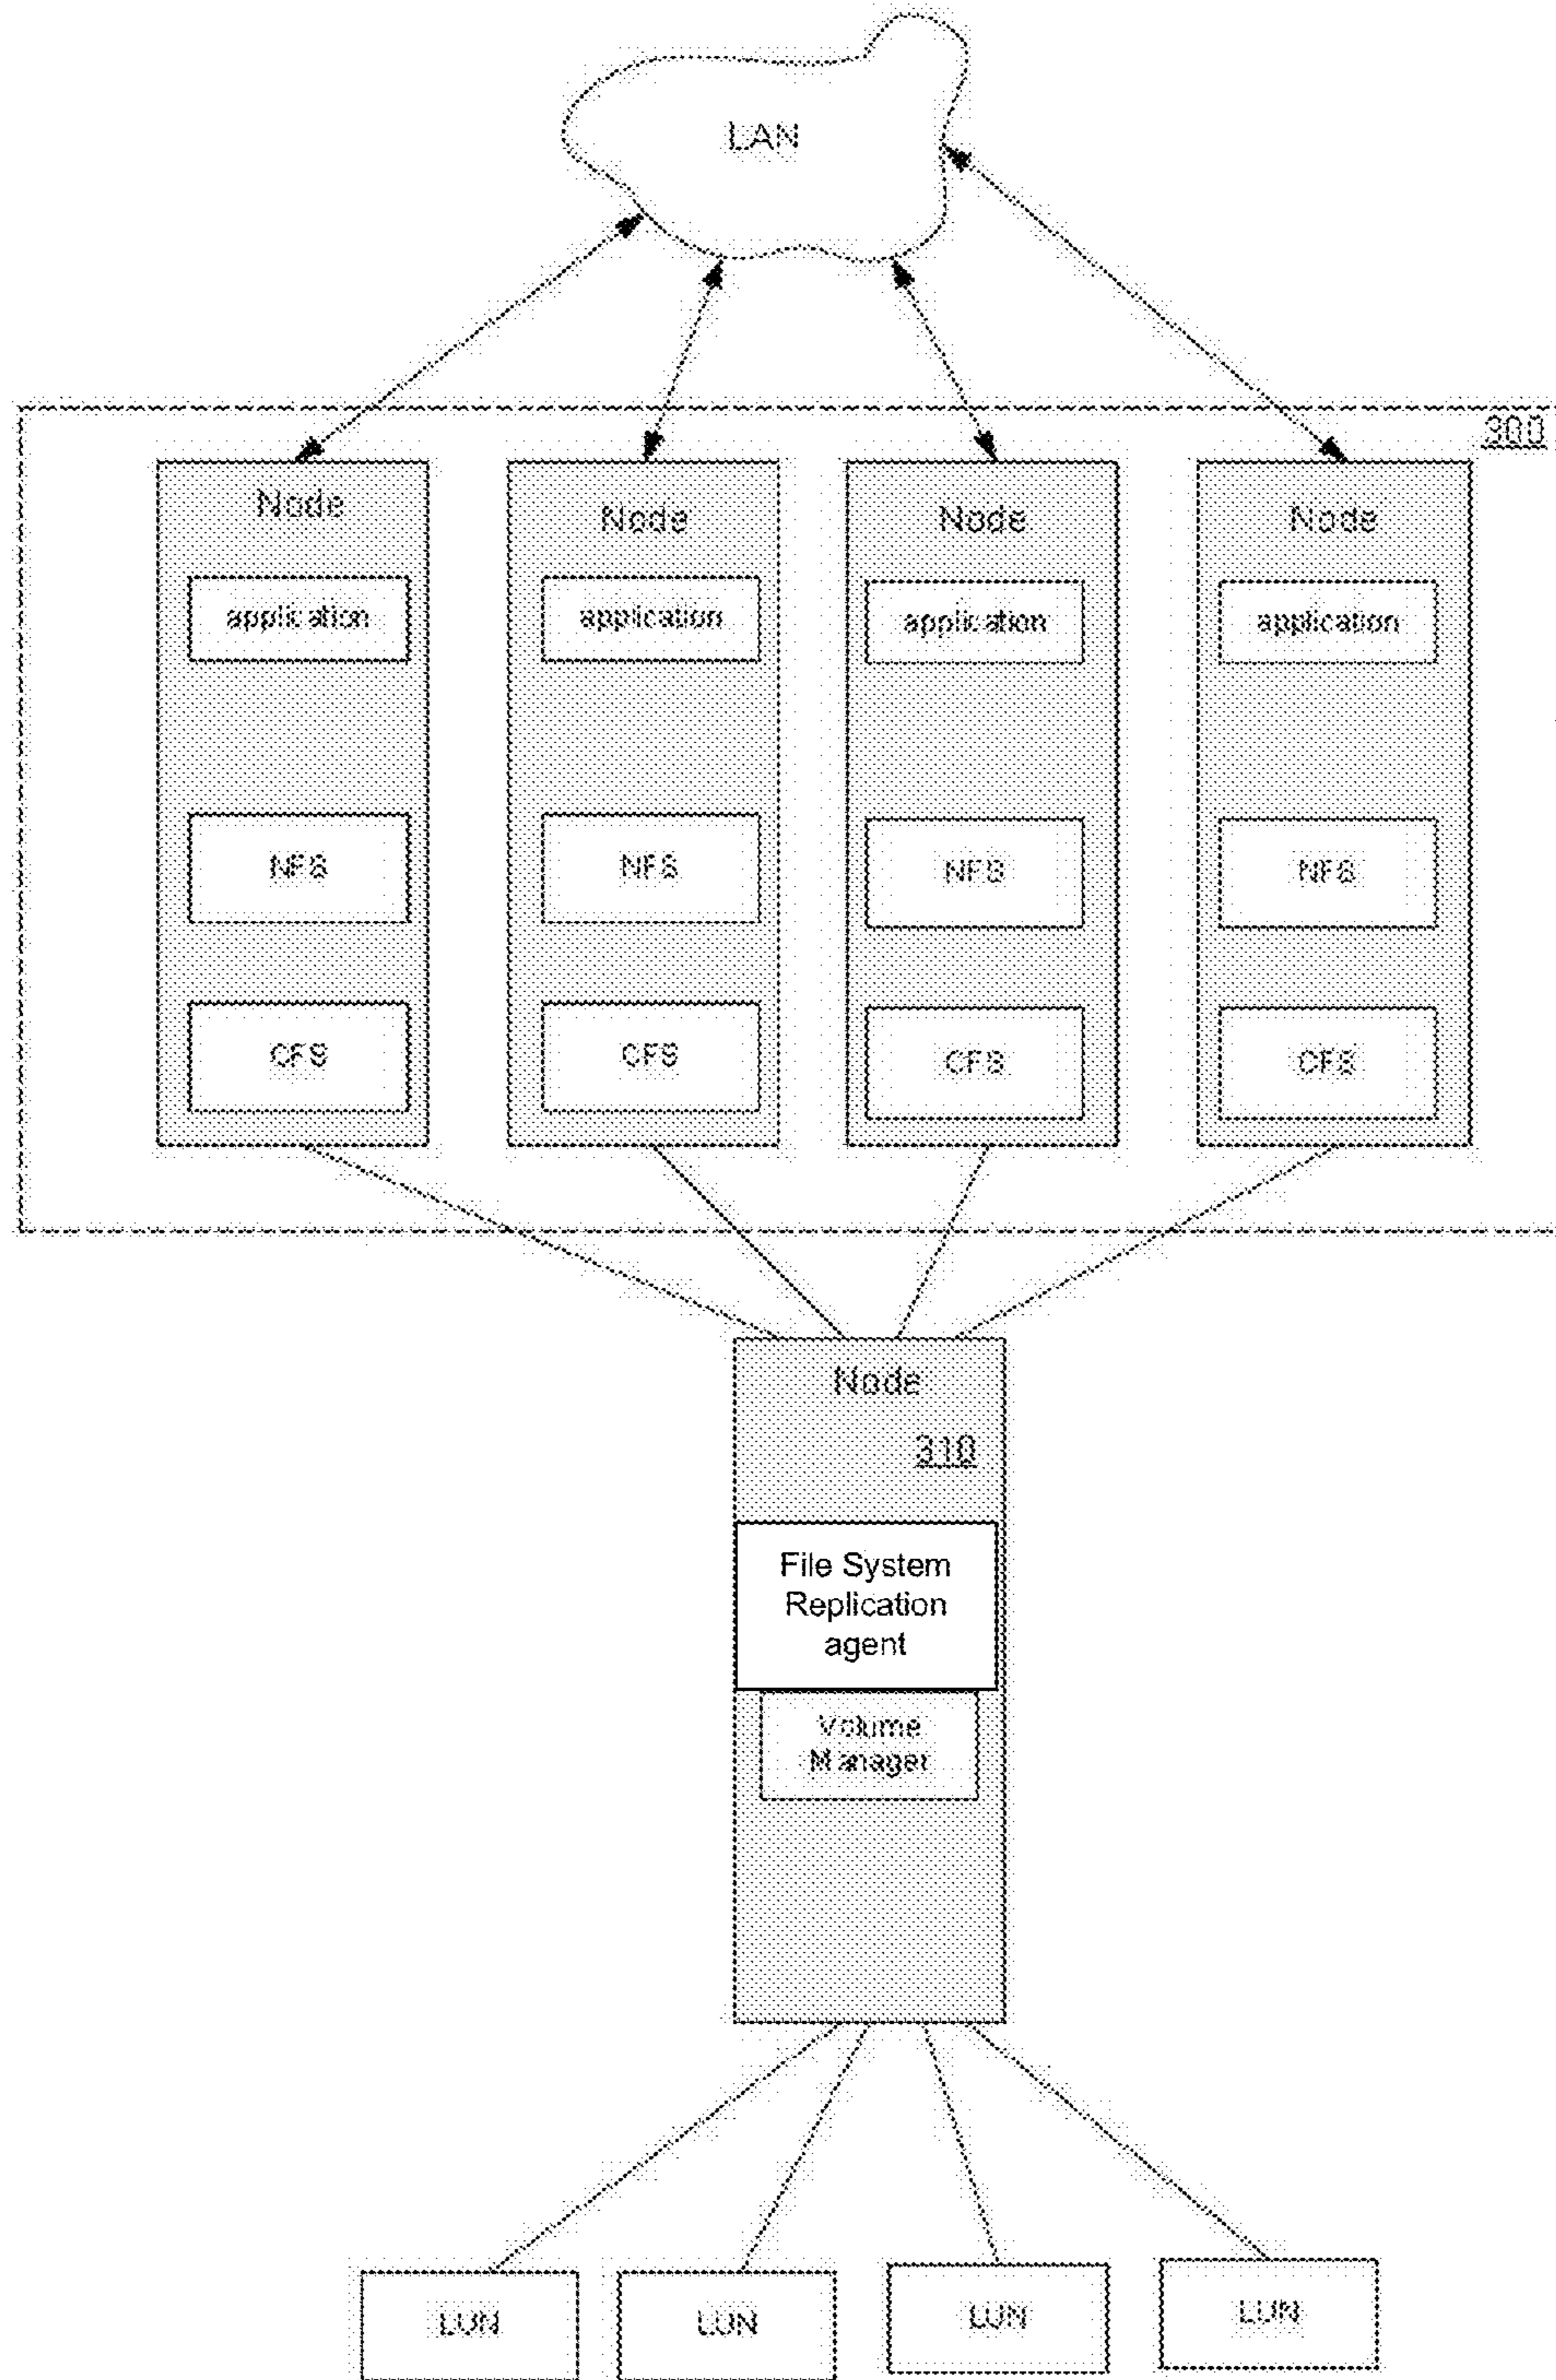 LAN
300
Node
Node
Node
Node
application
application
application
application
NFS
NFS
NFS
NFS
CFS
CFS
CFS
CFS
Node
310
File System
Replication
agent
Volume
Manager
LUN
LUN
LUN
LUN